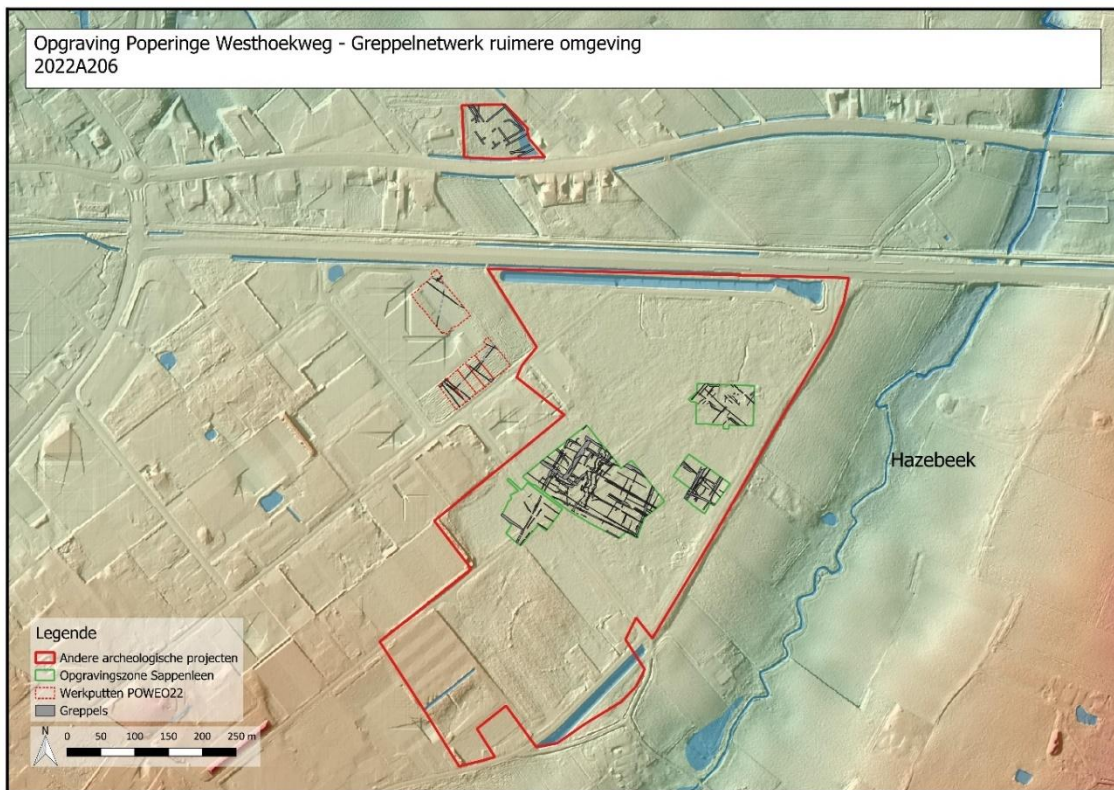 Opgraving Poperinge Westhoekweg - Greppelnetwerk ruimere omgeving
2022A206
Hazebeek
Legende
Andere archeologische projecten
Opgravingszone Sappenleen
Werkputten POWEO22
Greppels
N
0 50 100 150 200 250 m